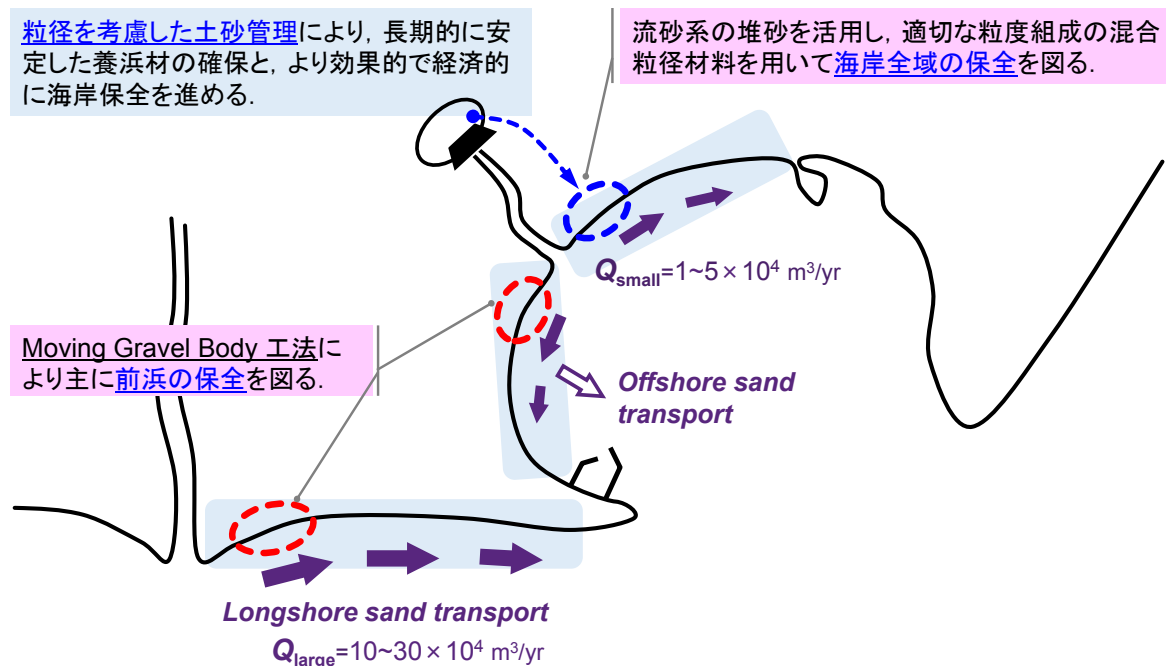 粒径を考慮した土砂管理により, 長期的に安
定した養浜材の確保と, より効果的で経済的
に海岸保全を進める.
流砂系の堆砂を活用し, 適切な粒度組成の混合
粒径材料を用いて海岸全域の保全を図る.
Qsmall=1~5×10⁴ m³/yr
Moving Gravel Body 工法に
より主に前浜の保全を図る.
Offshore sand
transport
Longshore sand transport
Qlarge=10~30×10⁴ m³/yr